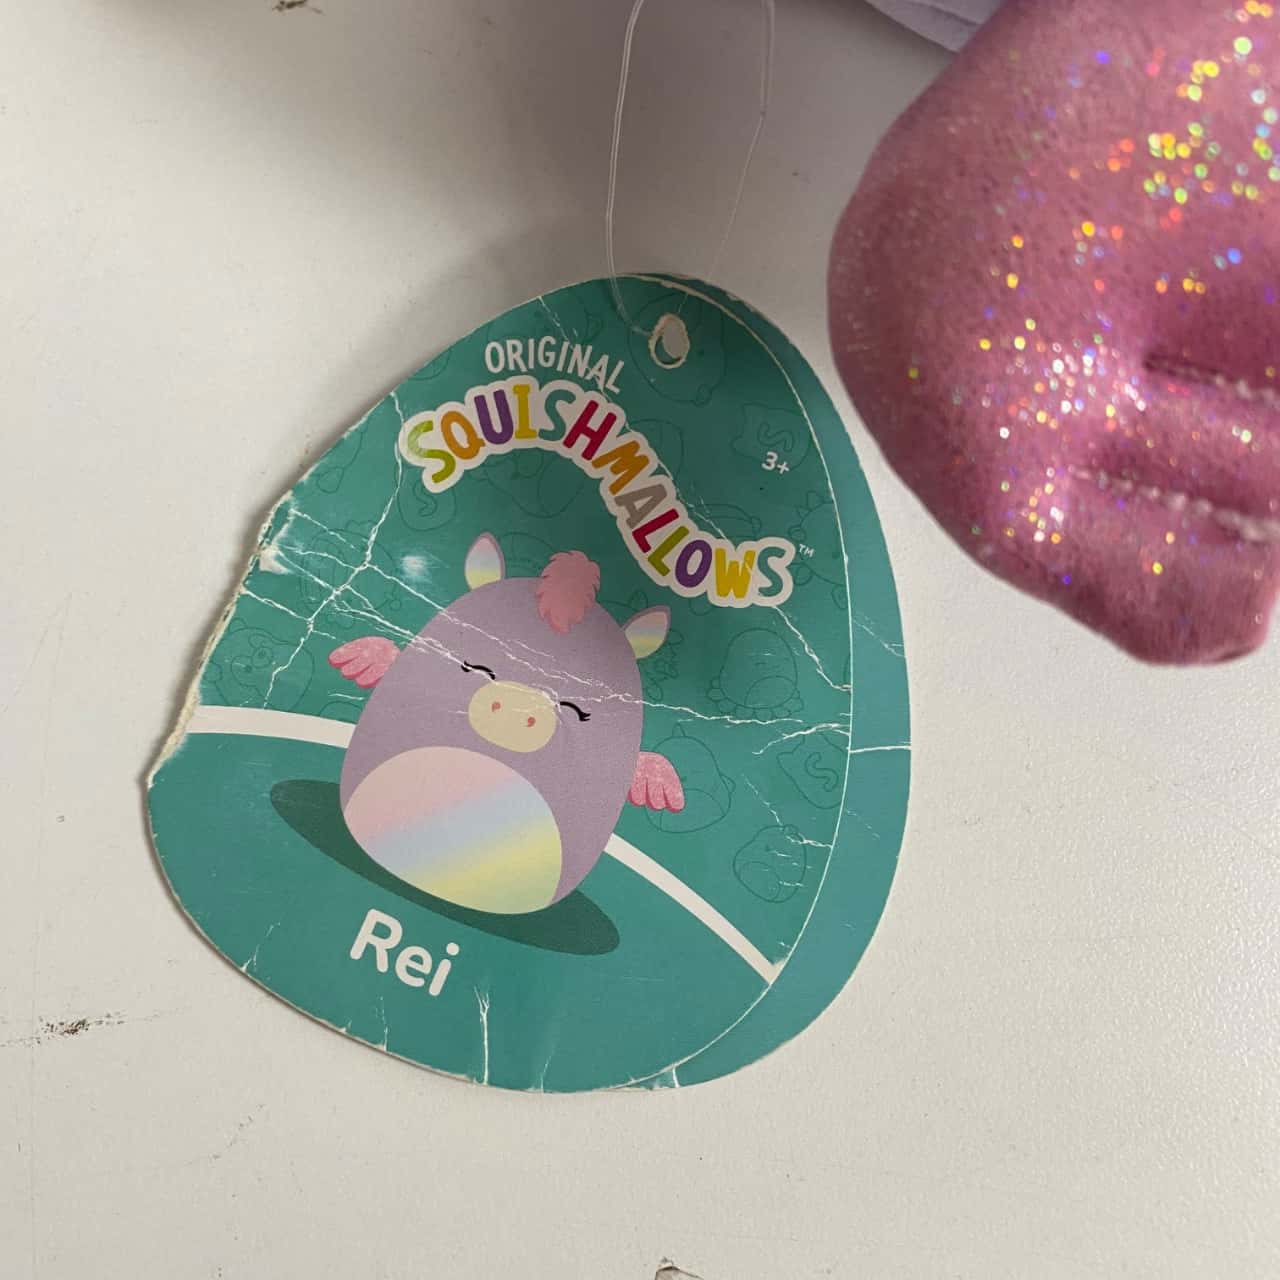 ORIGINAL
SQUISHMALLOWS™
3+
Rei